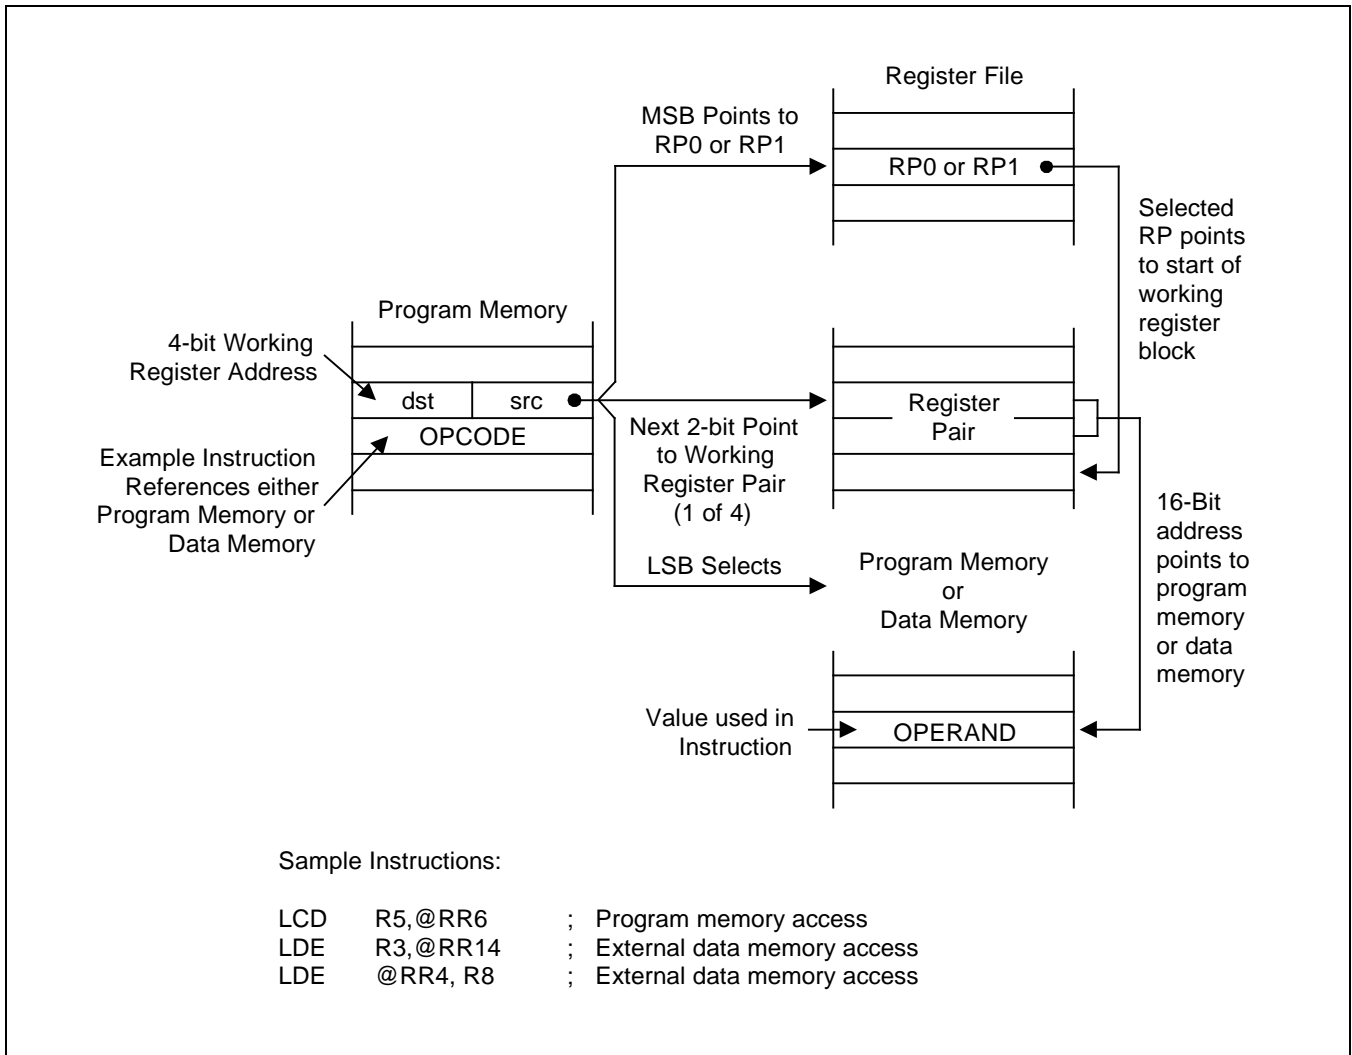 Register File
MSB Points to
RP0 or RP1
RP0 or RP1
Selected
RP points
to start of
working
register
block
Program Memory
4-bit Working
Register Address
dst src
OPCODE
Example Instruction
References either
Program Memory or
Data Memory
Next 2-bit Point
to Working
Register Pair
(1 of 4)
Register
Pair
LSB Selects
Program Memory
or
Data Memory
16-Bit
address
points to
program
memory
or data
memory
Value used in
Instruction
OPERAND
Sample Instructions:
LCD R5,@RR6 ; Program memory access
LDE R3,@RR14 ; External data memory access
LDE @RR4, R8 ; External data memory access